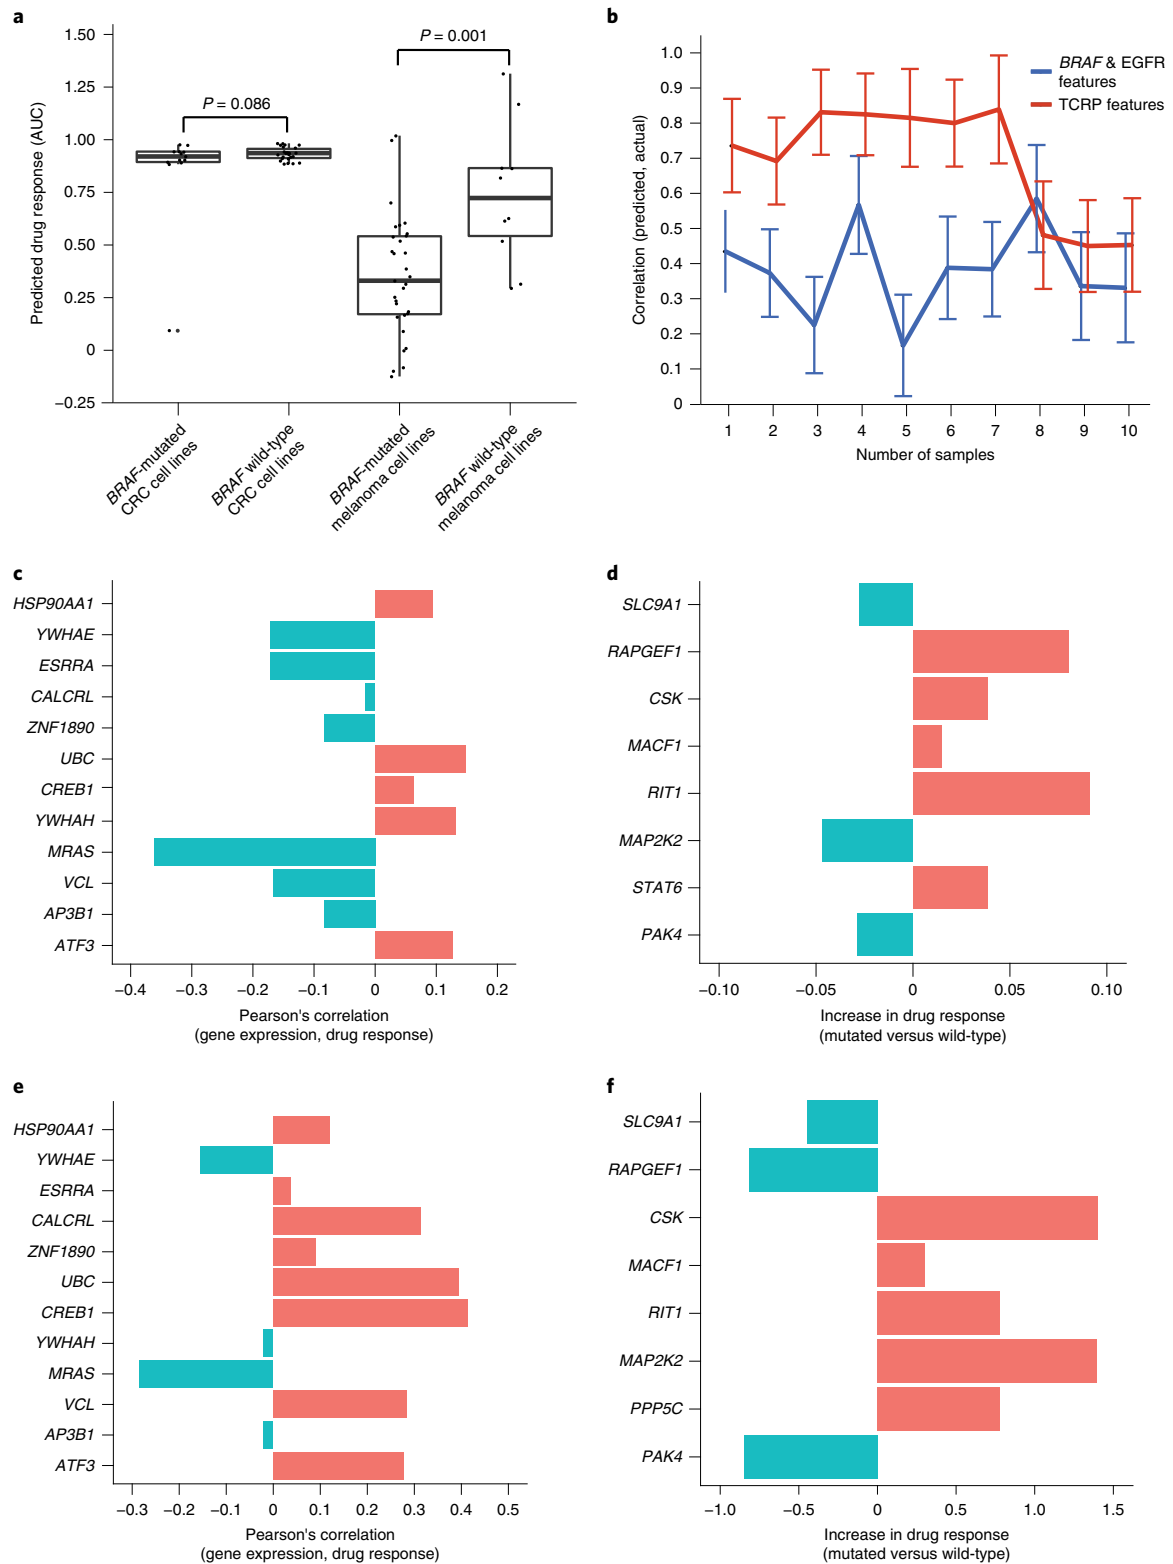 a
1.50
1.25
1.00
0.75
0.50
0.25
0
−0.25
Predicted drug response (AUC)
P = 0.086
P = 0.001
BRAF-mutated
CRC cell lines
BRAF wild-type
CRC cell lines
BRAF-mutated
melanoma cell lines
BRAF wild-type
melanoma cell lines
b
1.0
0.9
0.8
0.7
0.6
0.5
0.4
0.3
0.2
0.1
0
Correlation (predicted, actual)
BRAF & EGFR
features
TCRP features
1 2 3 4 5 6 7 8 9 10
Number of samples
c
HSP90AA1
YWHAE
ESRRA
CALCRL
ZNF1890
UBC
CREB1
YWHAH
MRAS
VCL
AP3B1
ATF3
−0.4 −0.3 −0.2 −0.1 0 0.1 0.2
Pearson's correlation
(gene expression, drug response)
d
SLC9A1
RAPGEF1
CSK
MACF1
RIT1
MAP2K2
STAT6
PAK4
−0.10 −0.05 0 0.05 0.10
Increase in drug response
(mutated versus wild-type)
e
HSP90AA1
YWHAE
ESRRA
CALCRL
ZNF1890
UBC
CREB1
YWHAH
MRAS
VCL
AP3B1
ATF3
−0.3 −0.2 −0.1 0 0.1 0.2 0.3 0.4 0.5
Pearson's correlation
(gene expression, drug response)
f
SLC9A1
RAPGEF1
CSK
MACF1
RIT1
MAP2K2
PPP5C
PAK4
−1.0 −0.5 0 0.5 1.0 1.5
Increase in drug response
(mutated versus wild-type)